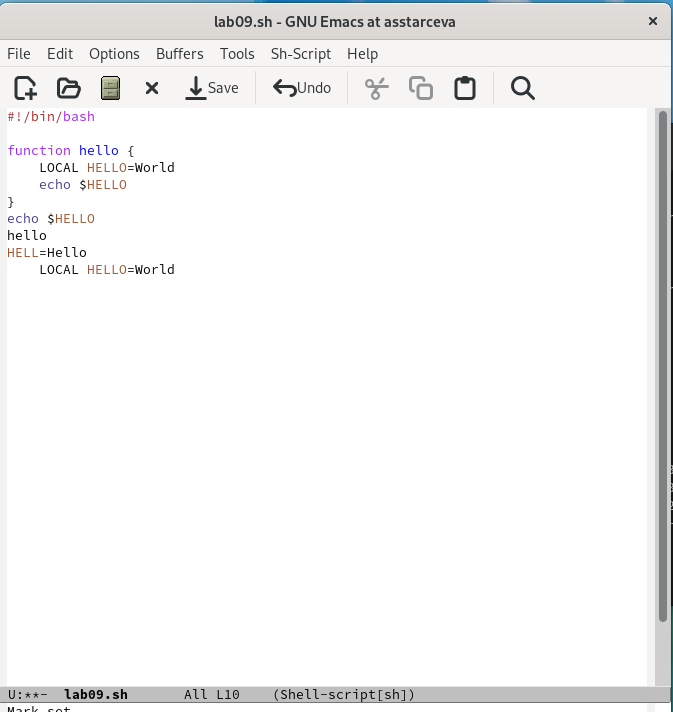 lab09.sh - GNU Emacs at asstarceva ×
File Edit Options Buffers Tools Sh-Script Help
Save Undo
#!/bin/bash
function hello {
    LOCAL HELLO=World
    echo $HELLO
}
echo $HELLO
hello
HELL=Hello
    LOCAL HELLO=World
U:**- lab09.sh All L10 (Shell-script[sh])
Mark set